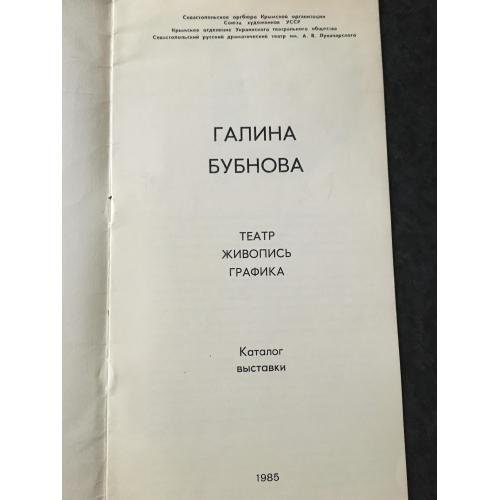 Севастопольское оргбюро Крымской организации
Союза художников УССР
Крымское отделение Украинского театрального общества
Севастопольский русский драматический театр им. А. В. Луначарского
ГАЛИНА
БУБНОВА
ТЕАТР
ЖИВОПИСЬ
ГРАФИКА
Каталог
выставки
1985